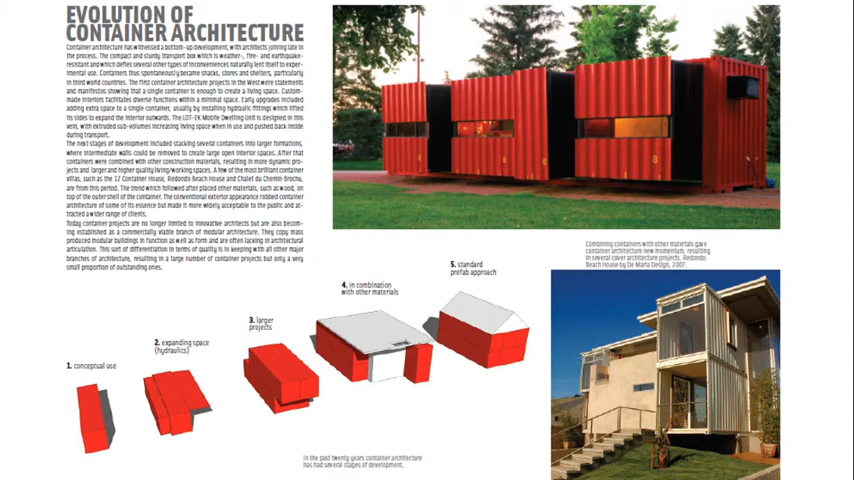 EVOLUTION OF
CONTAINER ARCHITECTURE
Container architecture has witnessed a bottom-up development, with architects joining late in
the process. The compact and sturdy transport box which is weather-, fire- and earthquake-
resistant and which defies several other types of inconveniences naturally lent itself to exper-
imental use. Containers thus spontaneously became shacks, stores and shelters, particularly
in third world countries. The first container architecture projects in the West were statements
and manifestos showing that a single container is enough to create a living space. Custom-
made interiors facilitates diverse functions within a minimal space. Early upgrades included
adding extra space to a single container, usually by installing hydraulic fittings which lifted
its sides to expand the interior outwards. The LOT-EK Mobile Dwelling Unit is designed in this
vein, with extruded sub-volumes increasing living space when in use and pushed back inside
during transport.
The next stages of development included stacking several containers into larger formations,
where intermediate walls could be removed to create large open interior spaces. After that
containers were combined with other construction materials, resulting in more dynamic pro-
jects and larger and higher quality living/working spaces. A few of the most brilliant container
villas, such as the 12 Container House, Redondo Beach House and Chalet du Chemin Brochu,
are from this period. The trend which followed after placed other materials, such as wood, on
top of the outer shell of the container. The conventional exterior appearance robbed container
architecture of some of its essence but made it more widely acceptable to the public and at-
tracted a wider range of clients.
Today container projects are no longer limited to innovative architects but are also becom-
ing established as a commercially viable branch of modular architecture. They copy mass
produced modular buildings in function as well as form and are often lacking in architectural
articulation. This sort of differentiation in terms of quality is in keeping with all other major
branches of architecture, resulting in a large number of container projects but only a very
small proportion of outstanding ones.
Combining containers with other materials gave
container architecture new momentum, resulting
in several cover architecture projects. Redondo
Beach House by De Maria Design, 2007.
1. conceptual use
2. expanding space
(hydraulics)
3. larger
projects
4. in combination
with other materials
5. standard
prefab approach
In the past twenty years container architecture
has had several stages of development.